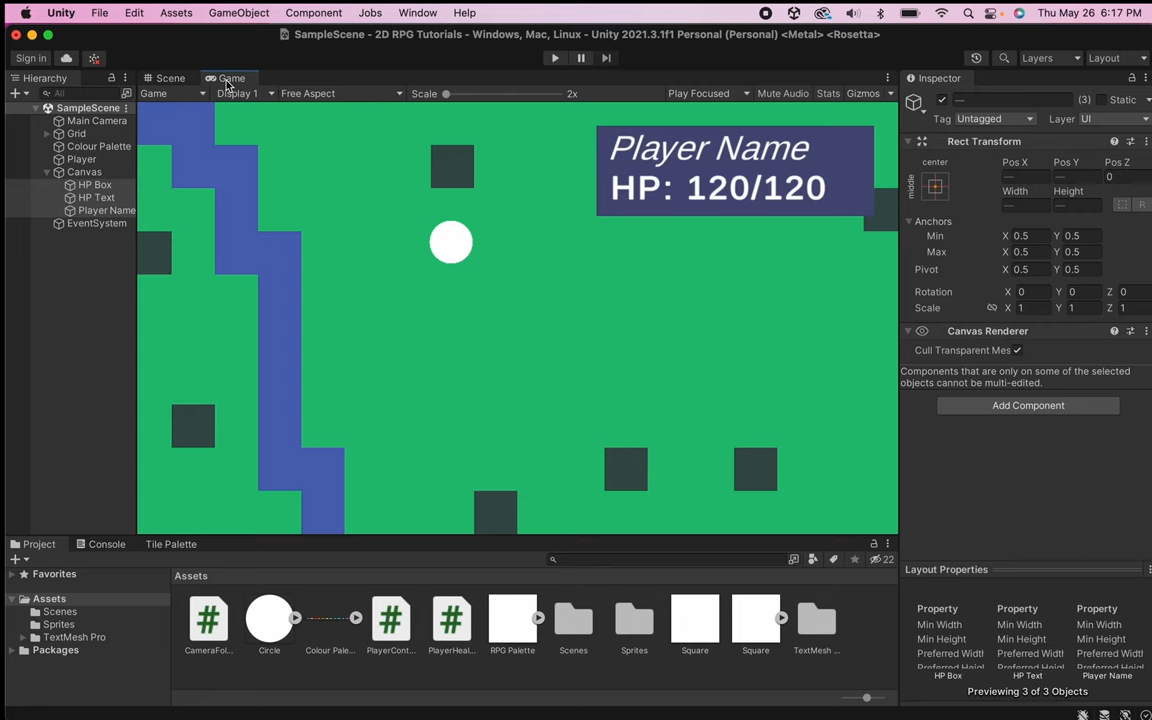 Unity File Edit Assets GameObject Component Jobs Window Help Thu May 26 6:17 PM
SampleScene - 2D RPG Tutorials - Windows, Mac, Linux - Unity 2021.3.1f1 Personal (Personal) <Metal> <Rosetta>
Sign in Layers Layout
Hierarchy Scene Game Inspector
All Game Display 1 Free Aspect Scale 2x Play Focused Mute Audio Stats Gizmos
— (3) Static
SampleScene
Main Camera
Grid
Colour Palette
Player
Canvas
HP Box
HP Text
Player Name
EventSystem
Player Name
HP: 120/120
Tag Untagged Layer UI
Rect Transform
center Pos X Pos Y Pos Z
middle — — 0
Width Height
— — R
Anchors
Min X 0.5 Y 0.5
Max X 0.5 Y 0.5
Pivot X 0.5 Y 0.5
Rotation X 0 Y 0 Z 0
Scale X 1 Y 1 Z 1
Canvas Renderer
Cull Transparent Mes
Components that are only on some of the selected
objects cannot be multi-edited.
Add Component
Project Console Tile Palette
22
Favorites
Assets
Scenes
Sprites
TextMesh Pro
Packages
Assets
CameraFol... Circle Colour Pale... PlayerCont... PlayerHeal... RPG Palette Scenes Sprites Square Square TextMesh ...
Layout Properties
Property Property Property
Min Width Min Width Min Width
Min Height Min Height Min Height
Preferred Width Preferred Width Preferred Widt
HP Box HP Text Player Name
Previewing 3 of 3 Objects